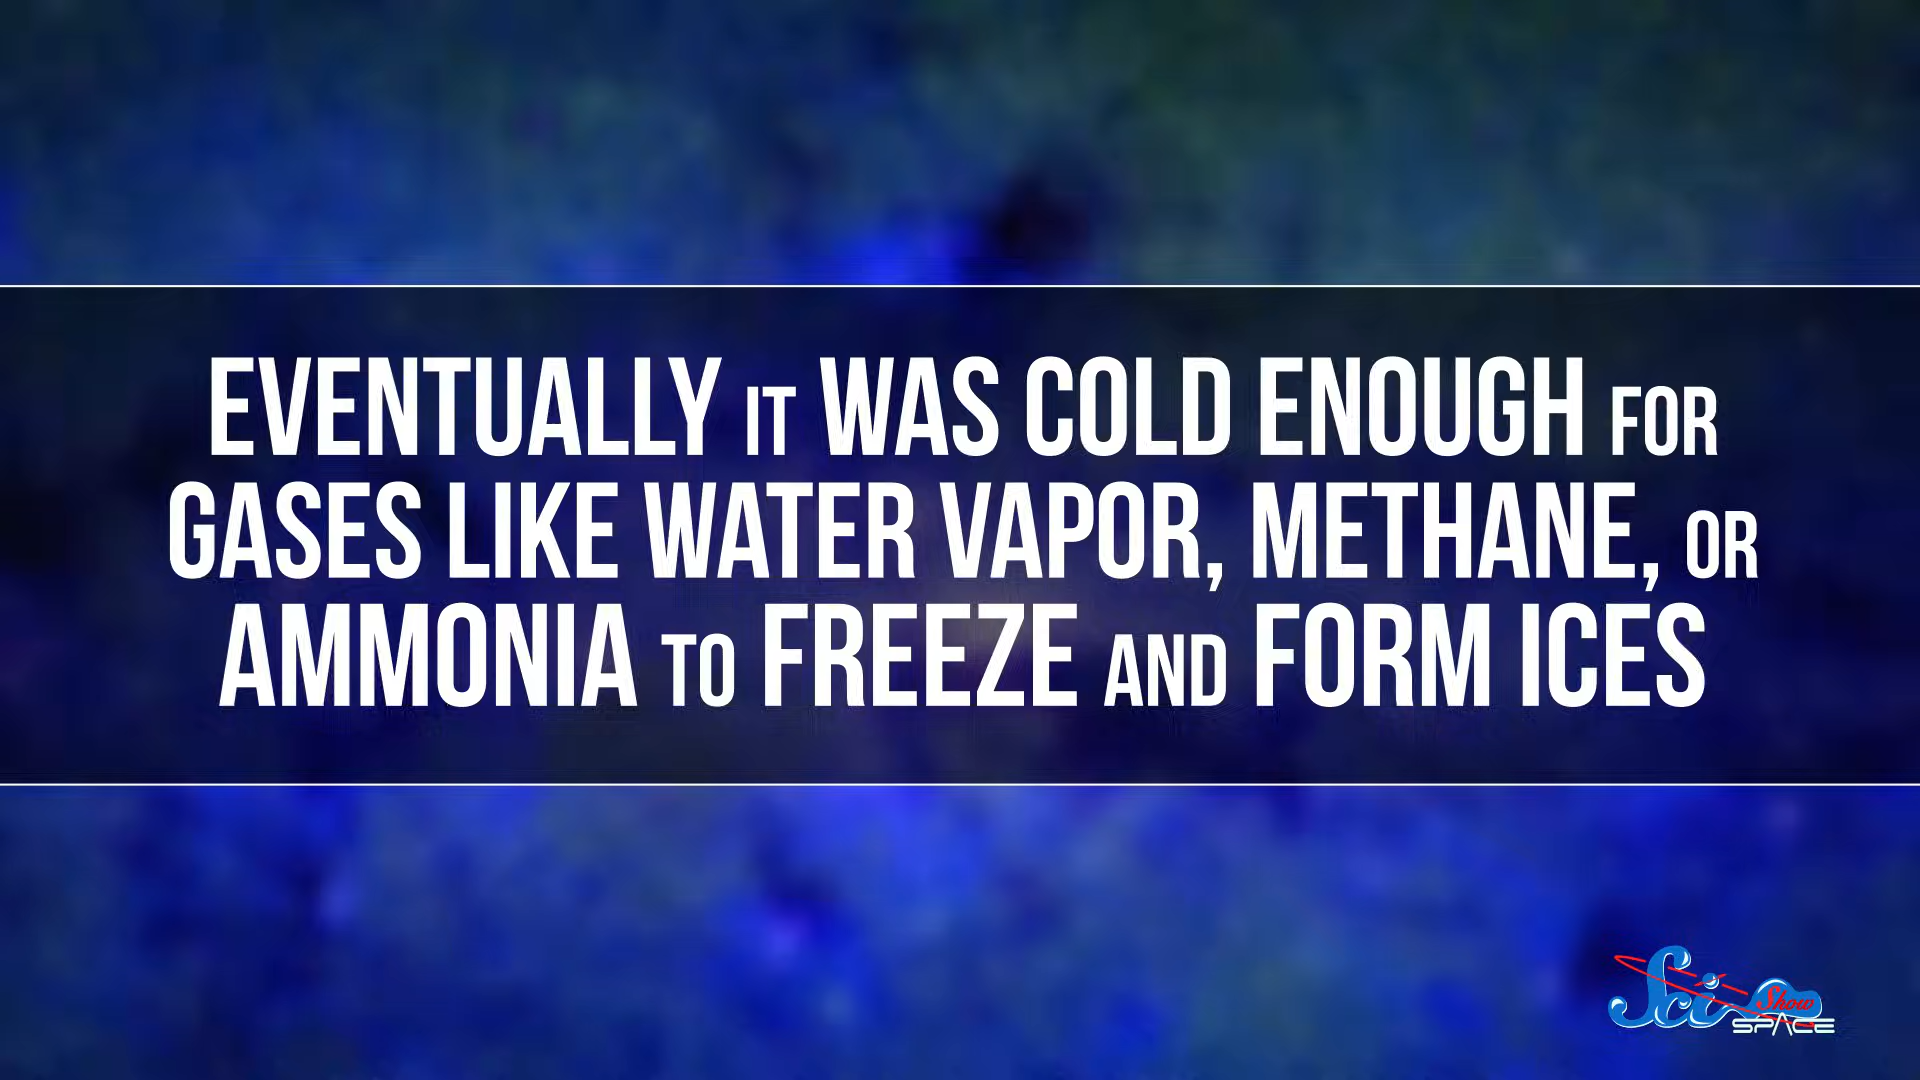 EVENTUALLY IT WAS COLD ENOUGH FOR
GASES LIKE WATER VAPOR, METHANE, OR
AMMONIA TO FREEZE AND FORM ICES
Sci Show
SPACE